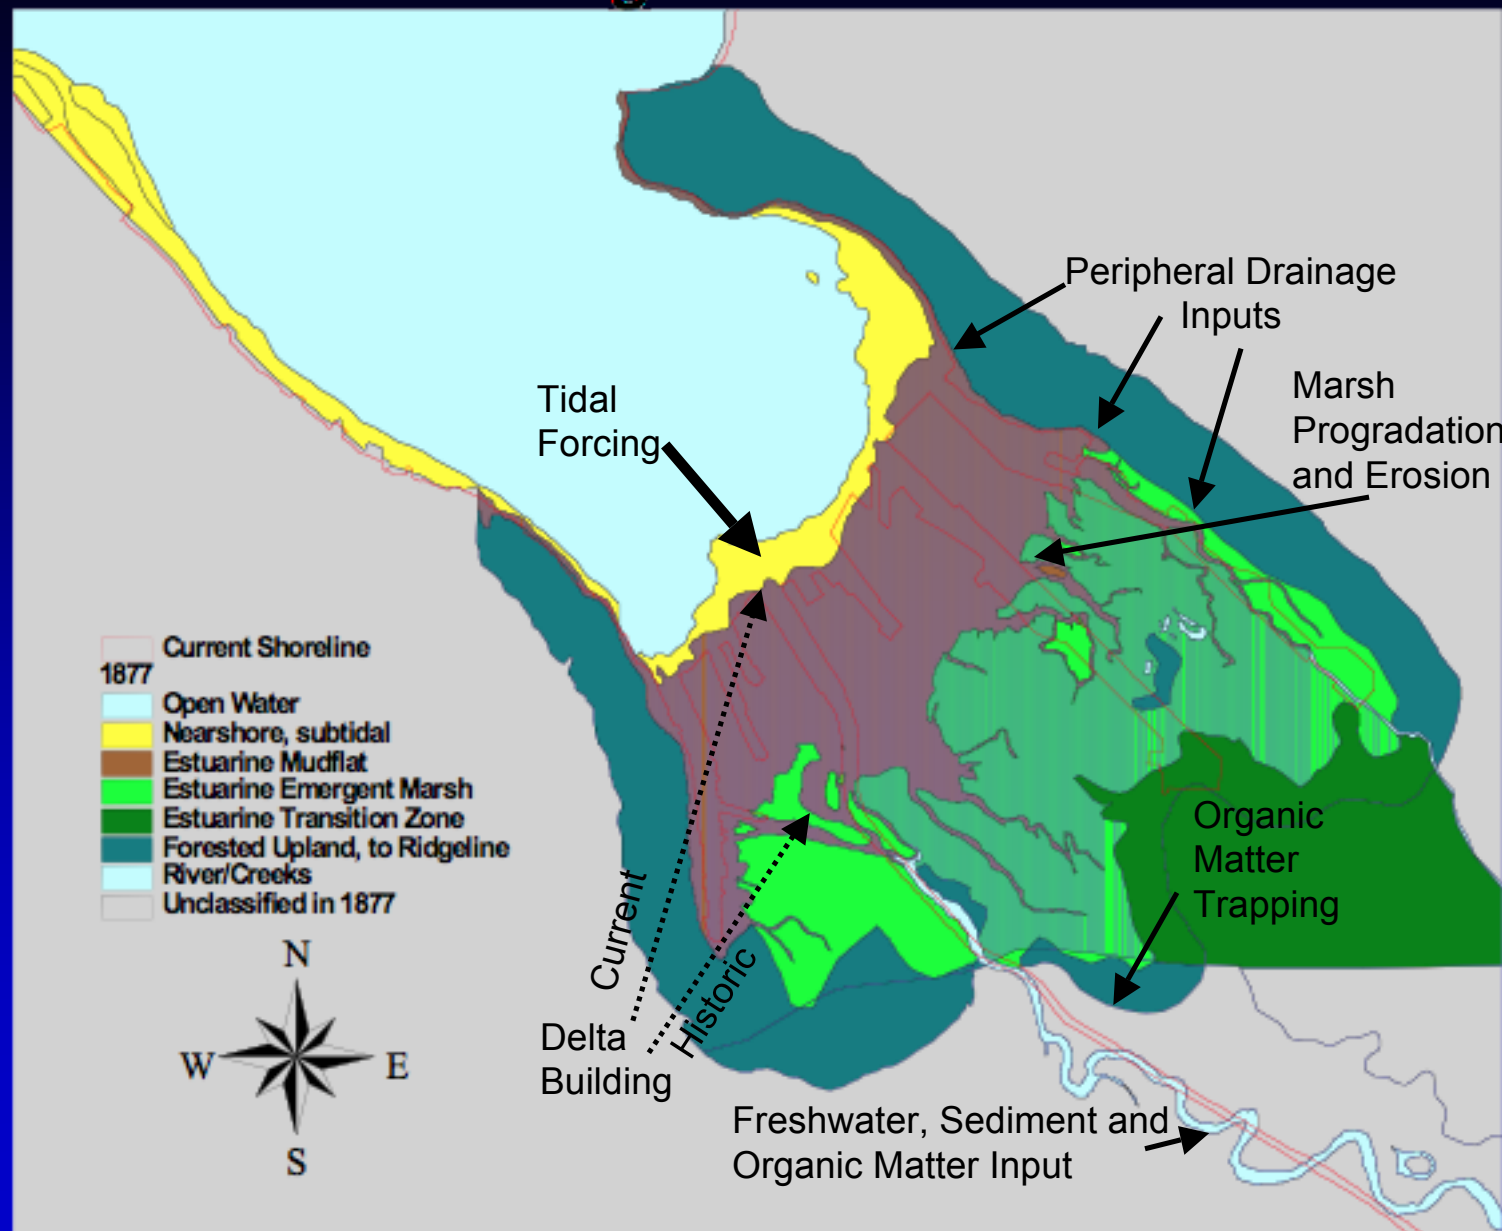 Peripheral Drainage
Inputs
Marsh
Progradation
and Erosion
Tidal
Forcing
Current Shoreline
1877
Open Water
Nearshore, subtidal
Estuarine Mudflat
Estuarine Emergent Marsh
Estuarine Transition Zone
Forested Upland, to Ridgeline
River/Creeks
Unclassified in 1877
Organic
Matter
Trapping
Current
Historic
Delta
Building
N
W
E
S
Freshwater, Sediment and
Organic Matter Input